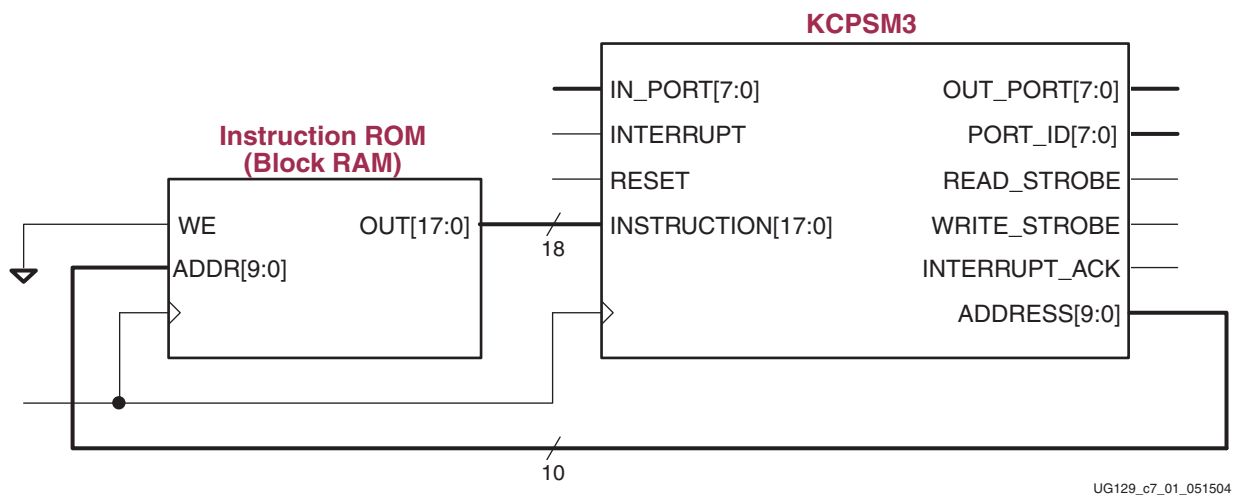 KCPSM3
IN_PORT[7:0]
OUT_PORT[7:0]
Instruction ROM
(Block RAM)
INTERRUPT
PORT_ID[7:0]
RESET
READ_STROBE
WE
OUT[17:0]
18
INSTRUCTION[17:0]
WRITE_STROBE
ADDR[9:0]
INTERRUPT_ACK
ADDRESS[9:0]
10
UG129_c7_01_051504